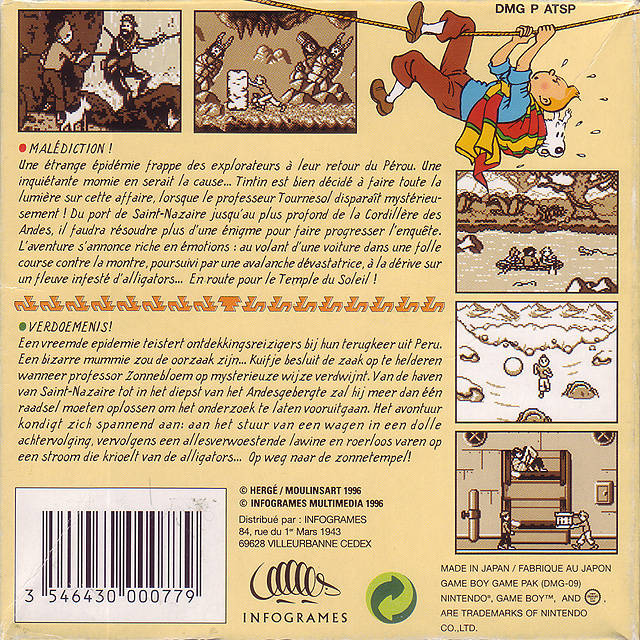 DMG P ATSP
MALÉDICTION !
Une étrange épidémie frappe des explorateurs à leur retour du Pérou. Une
inquiétante momie en serait la cause... Tintin est bien décidé à faire toute la
lumière sur cette affaire, lorsque le professeur Tournesol disparaît mystérieu-
sement ! Du port de Saint-Nazaire jusqu'au plus profond de la Cordillère des
Andes, il faudra résoudre plus d'une énigme pour faire progresser l'enquête.
L'aventure s'annonce riche en émotions : au volant d'une voiture dans une folle
course contre la montre, poursuivi par une avalanche dévastatrice, à la dérive sur
un fleuve infesté d'alligators... En route pour le Temple du Soleil !
VERDOEMENIS!
Een vreemde epidemie teistert ontdekkingsreizigers bij hun terugkeer uit Peru.
Een bizarre mummie zou de oorzaak zijn... Kuifje besluit de zaak op te helderen
wanneer professor Zonnebloem op mysterieuze wijze verdwijnt. Van de haven
van Saint-Nazaire tot in het diepst van het Andesgebergte zal hij meer dan één
raadsel moeten oplossen om het onderzoek te laten vooruitgaan. Het avontuur
kondigt zich spannend aan: aan het stuur van een wagen in een dolle
achtervolging, vervolgens een allesverwoestende lawine en roerloos varen op
een stroom die krioelt van de alligators... Op weg naar de zonnetempel!
© HERGÉ / MOULINSART 1996
© INFOGRAMES MULTIMEDIA 1996
Distribué par : INFOGRAMES
84, rue du 1er Mars 1943
69628 VILLEURBANNE CEDEX
3 546430 000779
INFOGRAMES
MADE IN JAPAN / FABRIQUE AU JAPON
GAME BOY GAME PAK (DMG-09)
NINTENDO®, GAME BOY™, AND
ARE TRADEMARKS OF NINTENDO
CO.,LTD.